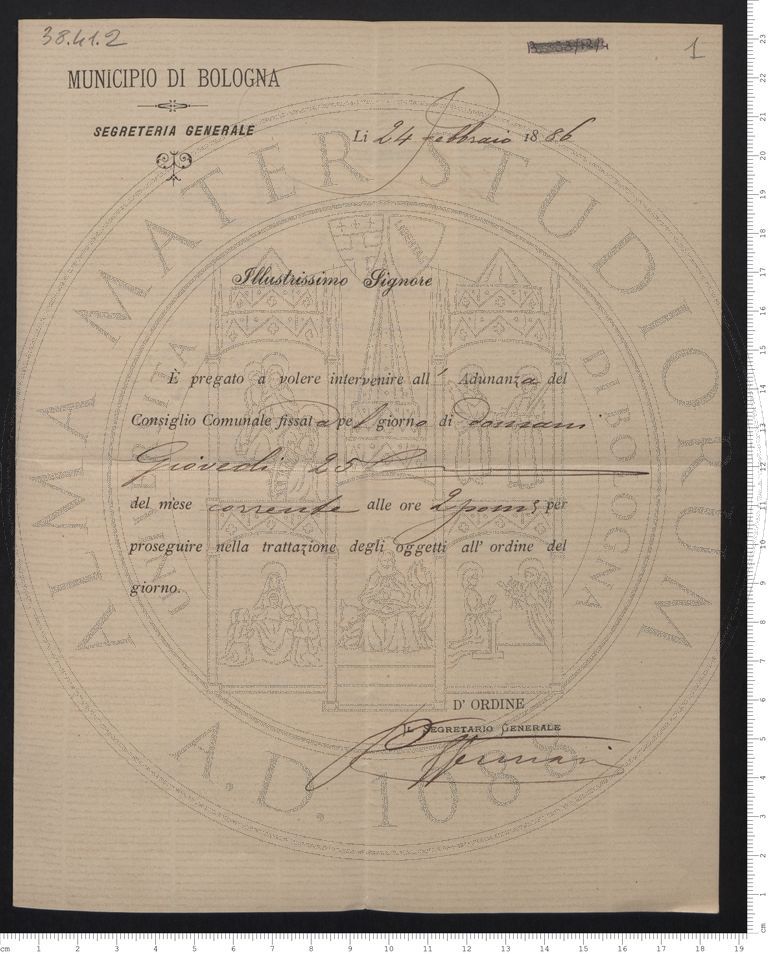 38.41.2
1
MUNICIPIO DI BOLOGNA
SEGRETERIA GENERALE
Li 24 Febbraio 1886
Illustrissimo Signore
È pregato a volere intervenire all' Adunanza del
Consiglio Comunale fissata pel giorno di Domani
Giovedì 25
del mese corrente alle ore 2 pom. per
proseguire nella trattazione degli oggetti all' ordine del
giorno.
D' ORDINE
IL SEGRETARIO GENERALE
ALMA MATER STUDIORUM
A.D. 1088
UNIVERSITÀ DI BOLOGNA